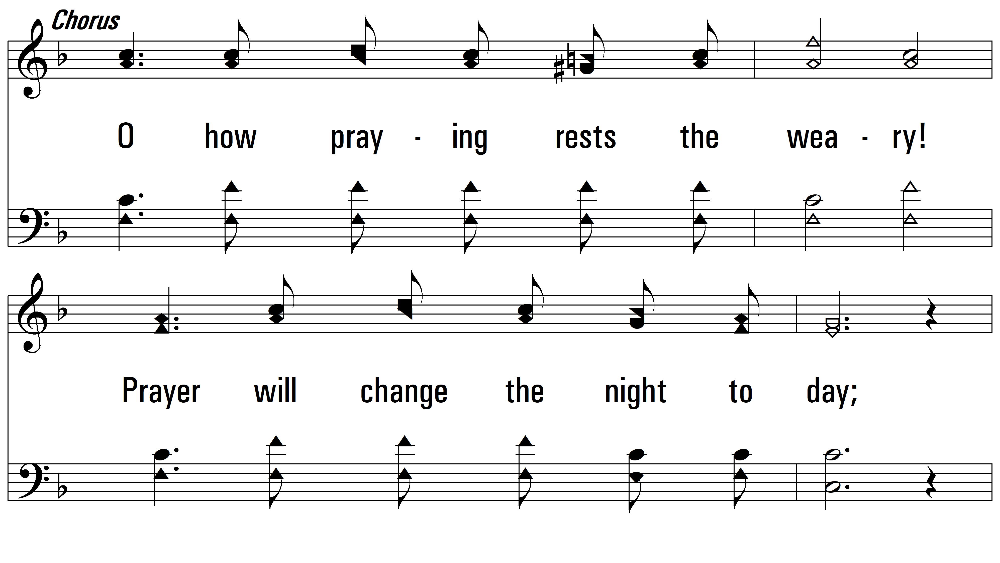 Chorus
O how pray - ing rests the wea - ry!
Prayer will change the night to day;